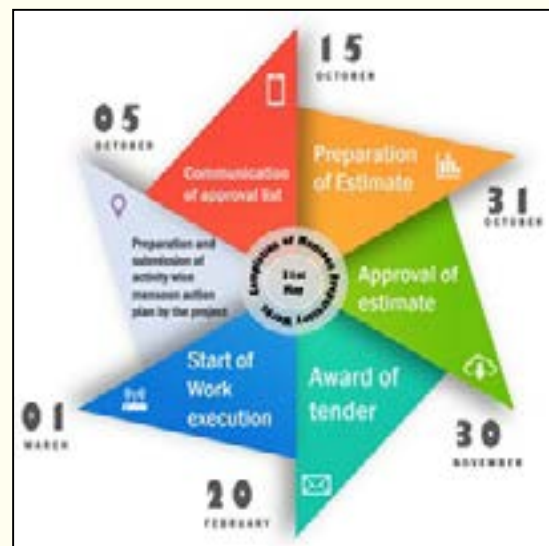 15
OCTOBER
05
OCTOBER
Communication
of approval list
Preparation
of Estimate
31
OCTOBER
Preparation and
submission of
activity wise
monsoon action
plan by the project
31st
May
Approval of
estimate
Start of
Work
execution
Award of
tender
01
MARCH
30
NOVEMBER
20
FEBRUARY